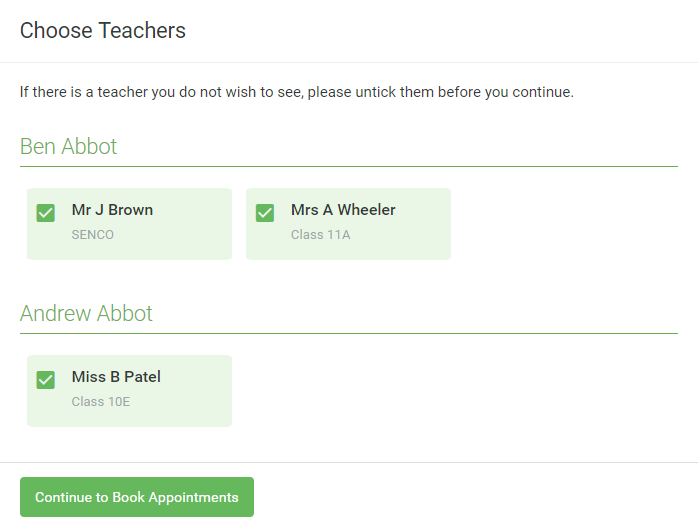 Choose Teachers
If there is a teacher you do not wish to see, please untick them before you continue.
Ben Abbot
Mr J Brown
SENCO
Mrs A Wheeler
Class 11A
Andrew Abbot
Miss B Patel
Class 10E
Continue to Book Appointments